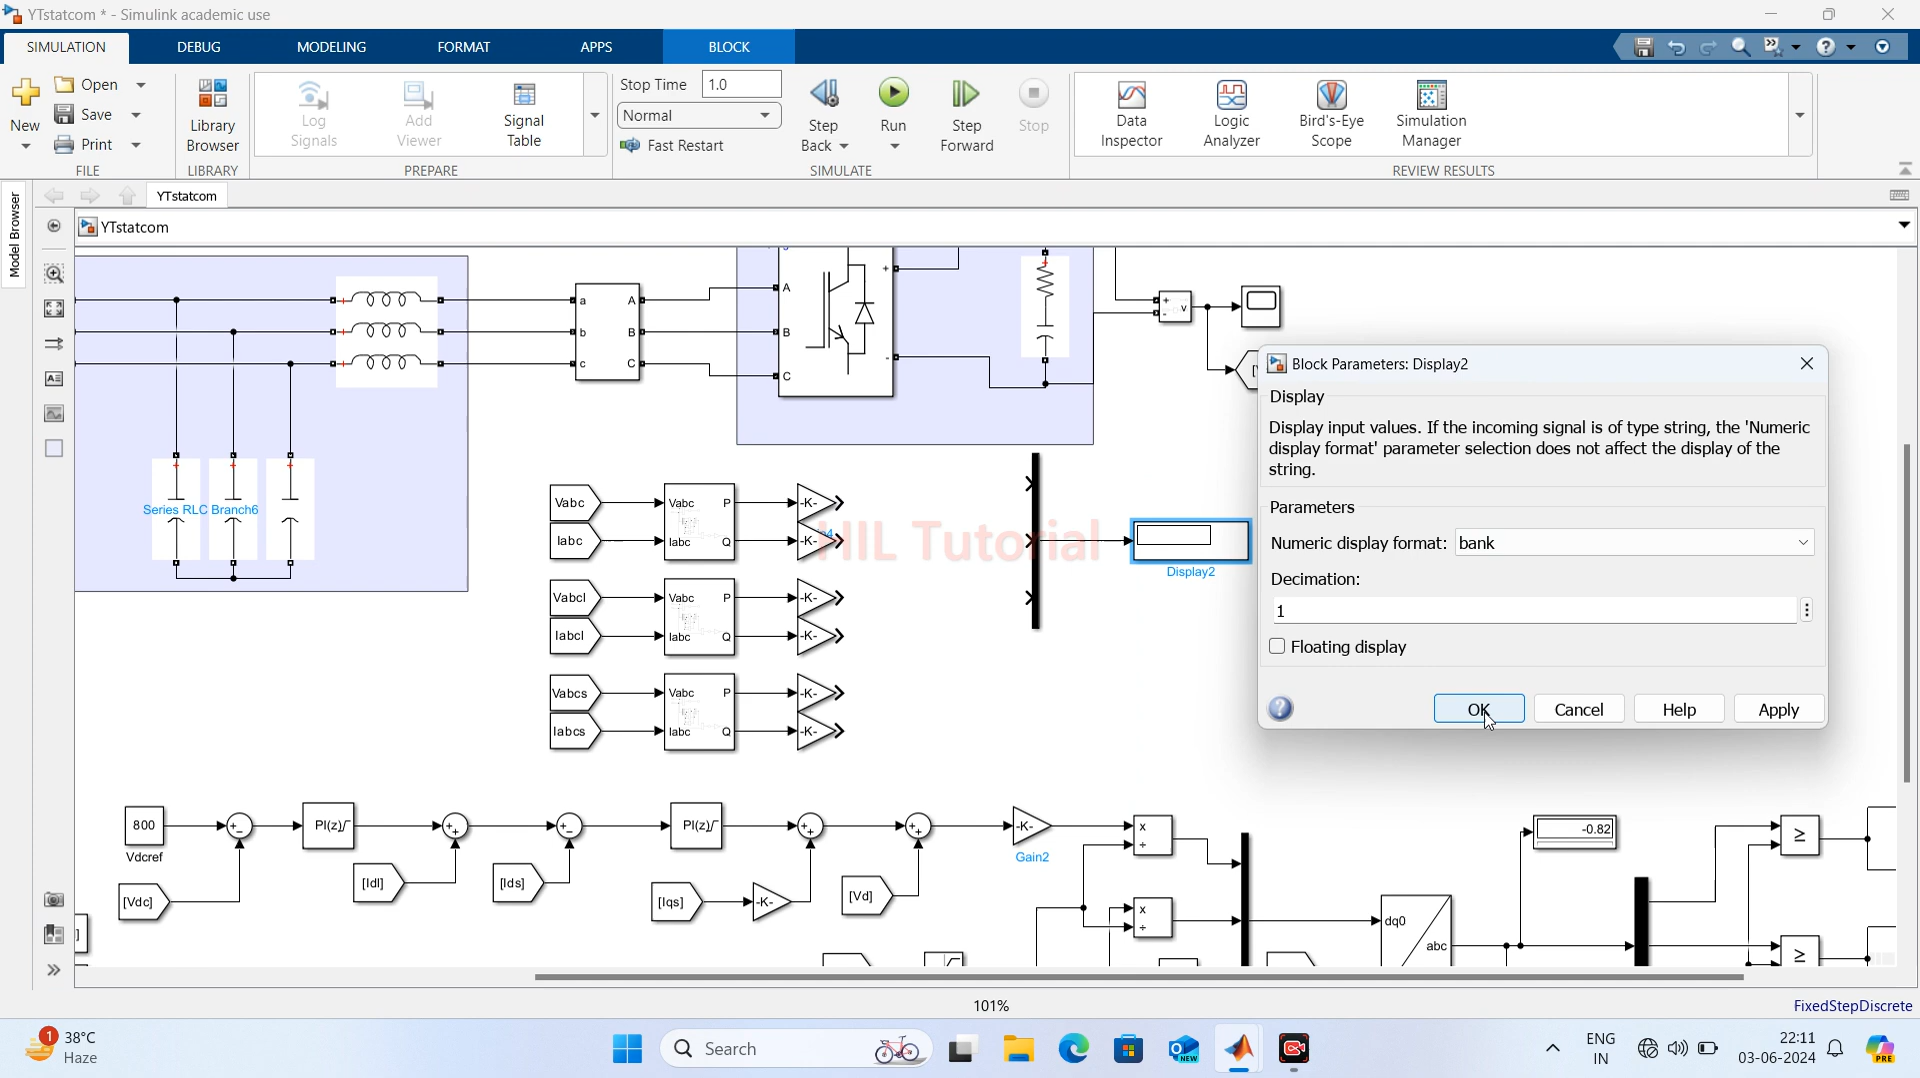 YTstatcom * - Simulink academic use
SIMULATION
DEBUG
MODELING
FORMAT
APPS
BLOCK
New
Open
Save
Print
FILE
Library
Browser
LIBRARY
Log
Signals
Add
Viewer
Signal
Table
PREPARE
Stop Time
1.0
Normal
Fast Restart
Step
Back
Run
Step
Forward
Stop
SIMULATE
Data
Inspector
Logic
Analyzer
Bird's-Eye
Scope
Simulation
Manager
REVIEW RESULTS
Model Browser
YTstatcom
YTstatcom
a
b
c
A
B
C
A
B
C
+
-
+
-
v
Series RLC Branch6
Vabc
Iabc
Vabc
Iabc
P
Q
-K-
-K-
Vabcl
Iabcl
Vabc
Iabc
P
Q
-K-
-K-
Vabcs
Iabcs
Vabc
Iabc
P
Q
-K-
-K-
HIL Tutorial
Display2
Block Parameters: Display2
Display
Display input values. If the incoming signal is of type string, the 'Numeric
display format' parameter selection does not affect the display of the
string.
Parameters
Numeric display format:
bank
Decimation:
1
Floating display
OK
Cancel
Help
Apply
800
Vdcref
[Vdc]
PI(z)
[Idl]
[Ids]
PI(z)
[Iqs]
-K-
[Vd]
-K-
Gain2
x
÷
x
÷
dq0
abc
-0.82
≥
≥
101%
FixedStepDiscrete
1
38°C
Haze
Search
NEW
ENG
IN
22:11
03-06-2024
PRE